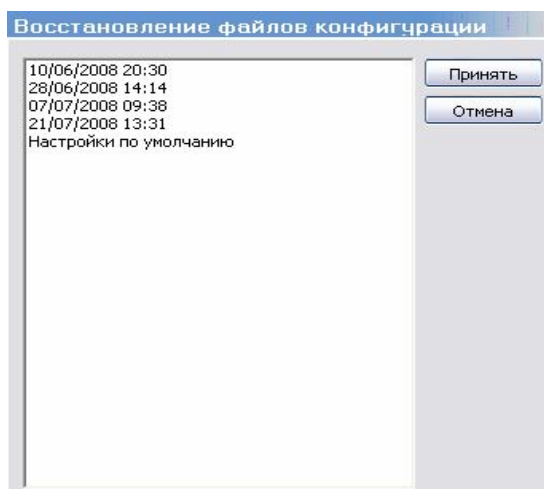 Восстановление файлов конфигурации
10/06/2008 20:30
28/06/2008 14:14
07/07/2008 09:38
21/07/2008 13:31
Настройки по умолчанию
Принять
Отмена